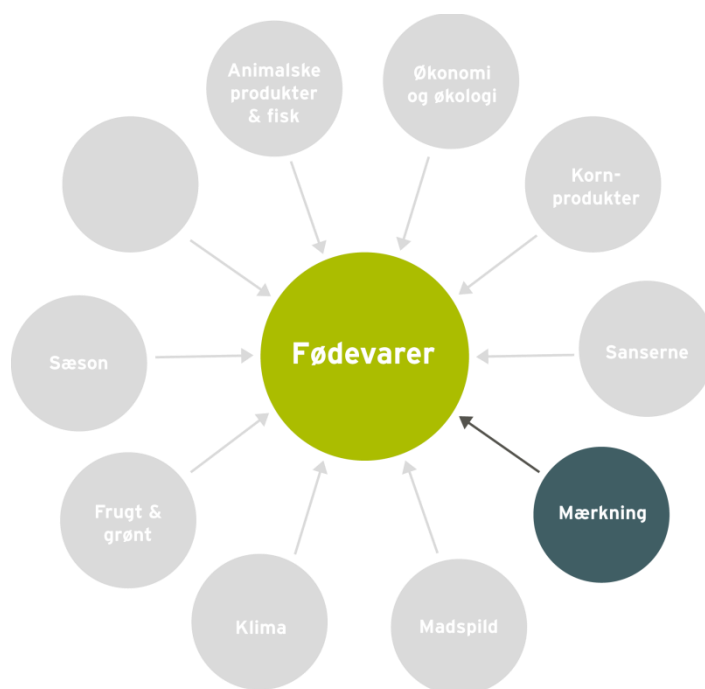 Animalske
produkter
& fisk
Økonomi
og økologi
Korn-
produkter
Fødevarer
Sæson
Sanserne
Frugt &
grønt
Mærkning
Klima
Madspild